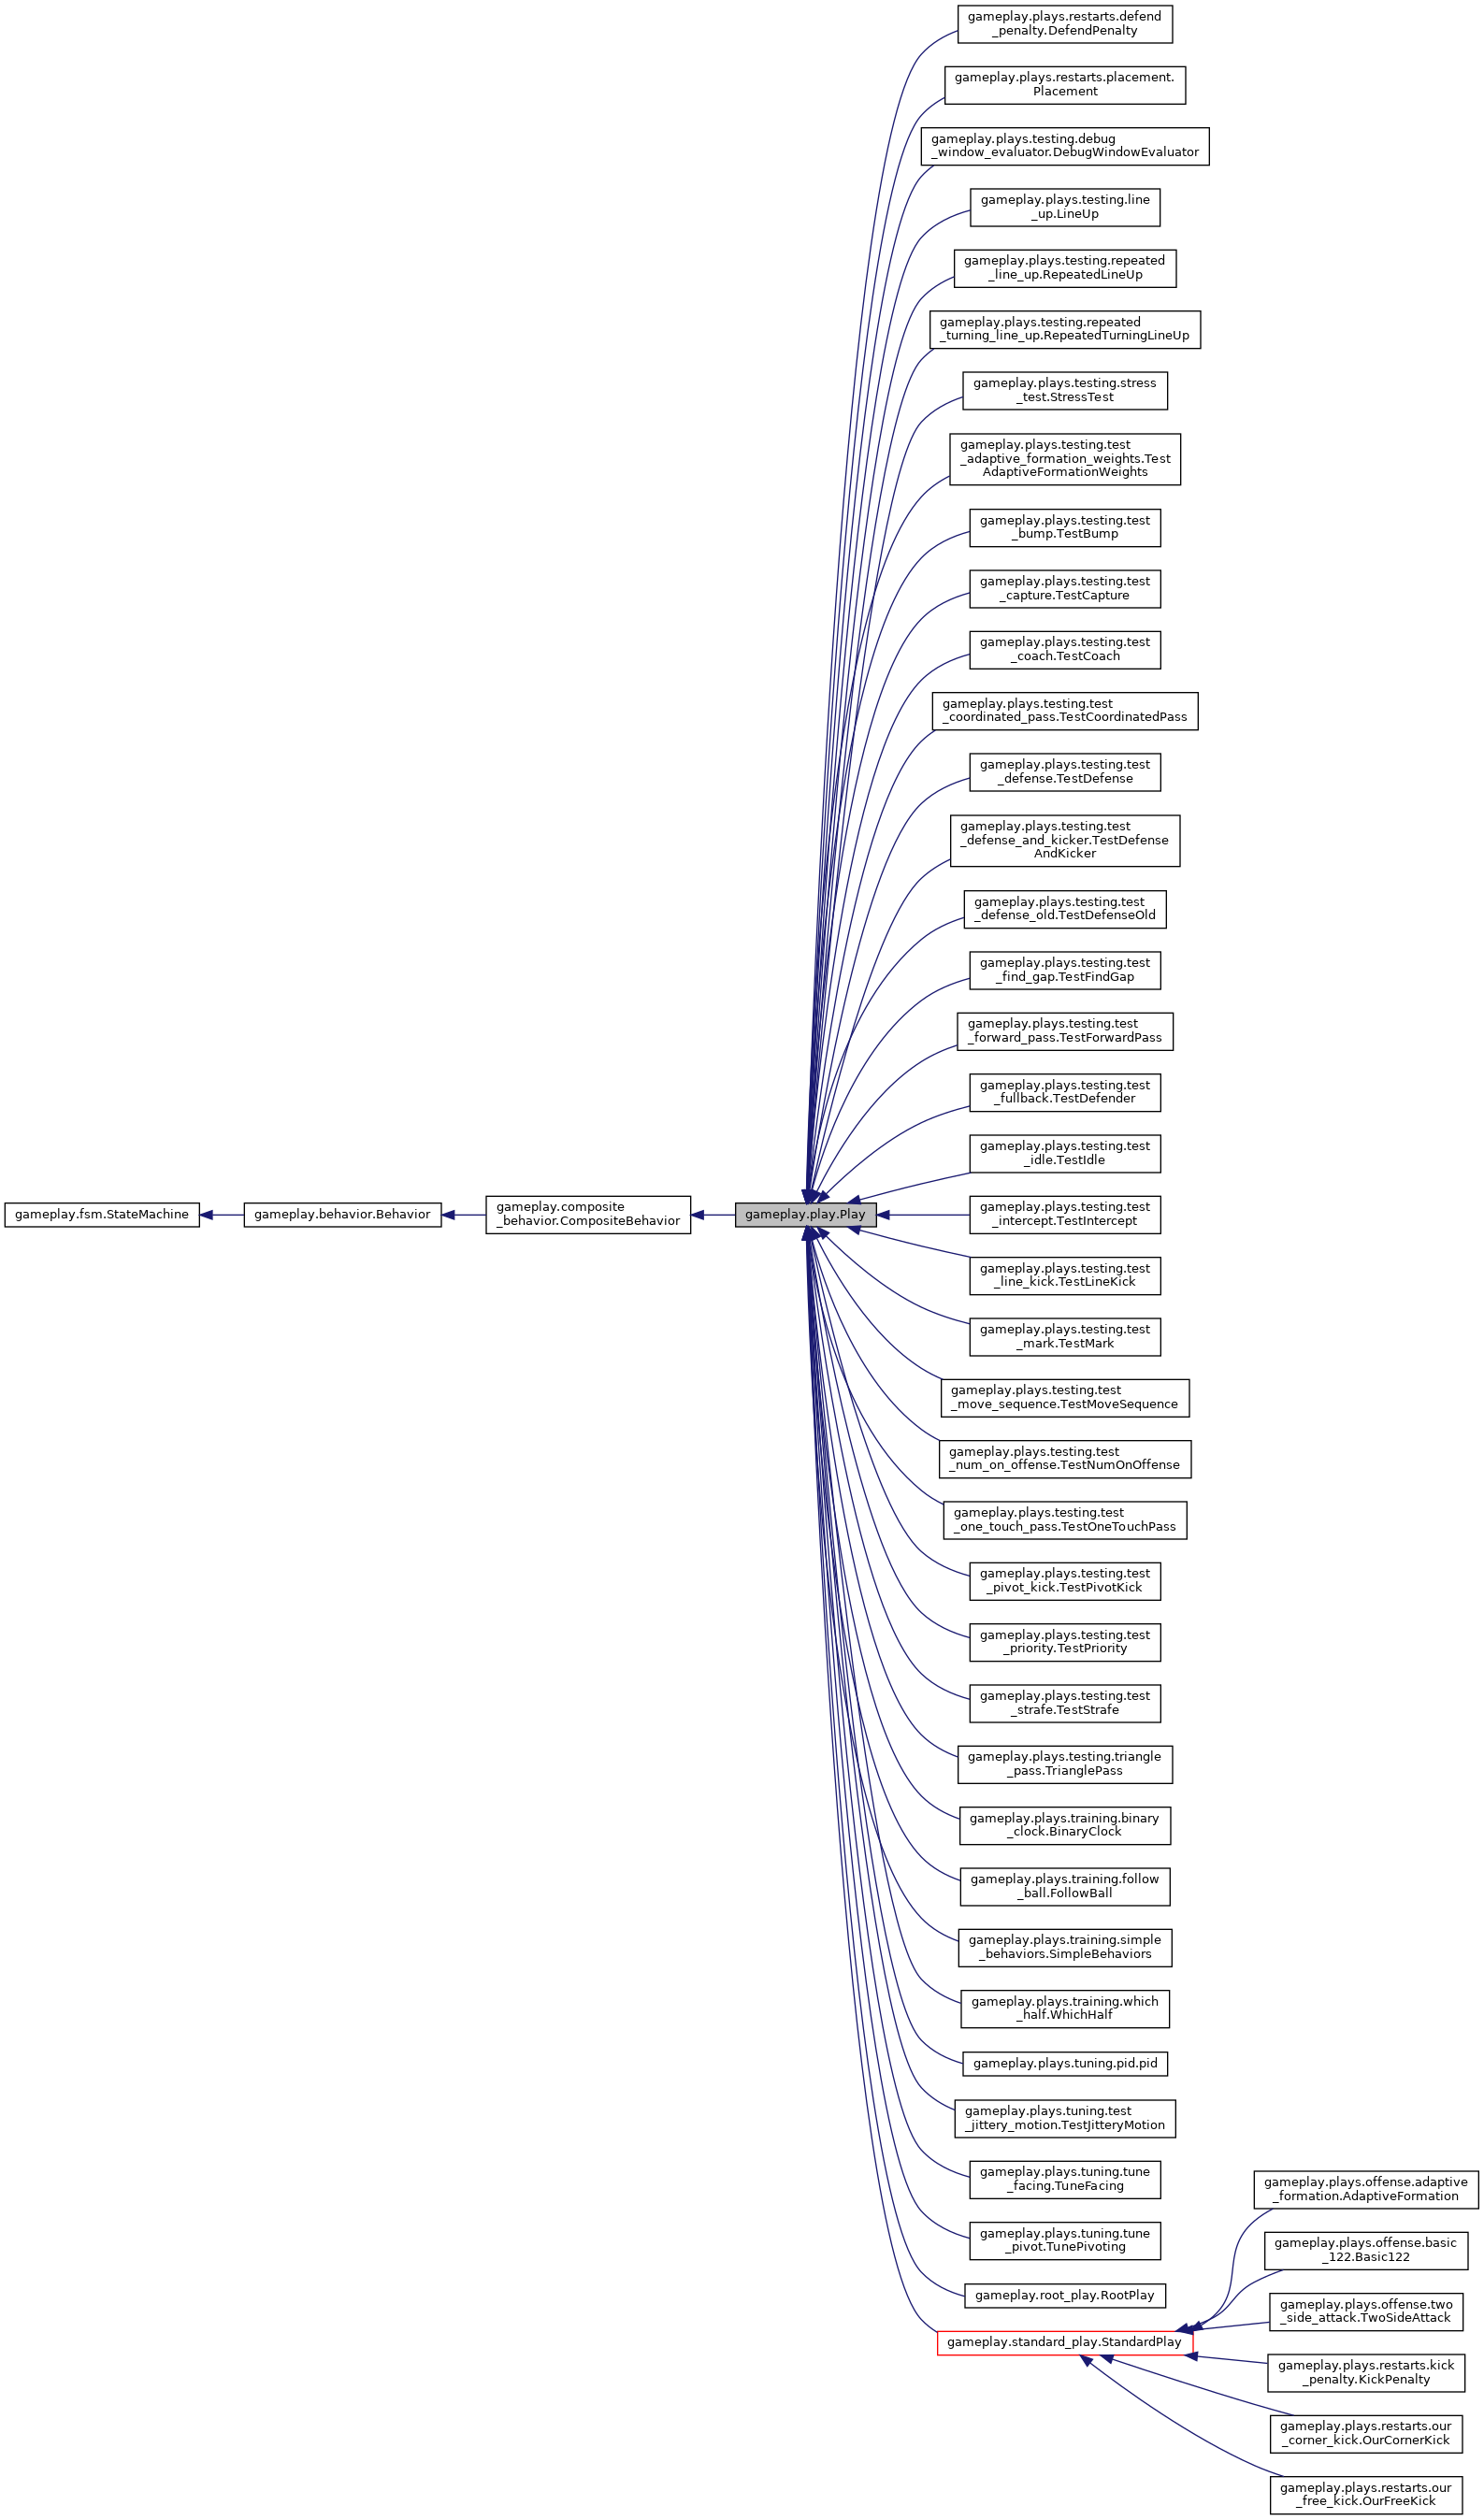 gameplay.plays.restarts.defend
_penalty.DefendPenalty
gameplay.plays.restarts.placement.
Placement
gameplay.plays.testing.debug
_window_evaluator.DebugWindowEvaluator
gameplay.plays.testing.line
_up.LineUp
gameplay.plays.testing.repeated
_line_up.RepeatedLineUp
gameplay.plays.testing.repeated
_turning_line_up.RepeatedTurningLineUp
gameplay.plays.testing.stress
_test.StressTest
gameplay.plays.testing.test
_adaptive_formation_weights.Test
AdaptiveFormationWeights
gameplay.plays.testing.test
_bump.TestBump
gameplay.plays.testing.test
_capture.TestCapture
gameplay.plays.testing.test
_coach.TestCoach
gameplay.plays.testing.test
_coordinated_pass.TestCoordinatedPass
gameplay.plays.testing.test
_defense.TestDefense
gameplay.plays.testing.test
_defense_and_kicker.TestDefense
AndKicker
gameplay.plays.testing.test
_defense_old.TestDefenseOld
gameplay.plays.testing.test
_find_gap.TestFindGap
gameplay.plays.testing.test
_forward_pass.TestForwardPass
gameplay.plays.testing.test
_fullback.TestDefender
gameplay.plays.testing.test
_idle.TestIdle
gameplay.fsm.StateMachine
gameplay.behavior.Behavior
gameplay.composite
_behavior.CompositeBehavior
gameplay.play.Play
gameplay.plays.testing.test
_intercept.TestIntercept
gameplay.plays.testing.test
_line_kick.TestLineKick
gameplay.plays.testing.test
_mark.TestMark
gameplay.plays.testing.test
_move_sequence.TestMoveSequence
gameplay.plays.testing.test
_num_on_offense.TestNumOnOffense
gameplay.plays.testing.test
_one_touch_pass.TestOneTouchPass
gameplay.plays.testing.test
_pivot_kick.TestPivotKick
gameplay.plays.testing.test
_priority.TestPriority
gameplay.plays.testing.test
_strafe.TestStrafe
gameplay.plays.testing.triangle
_pass.TrianglePass
gameplay.plays.training.binary
_clock.BinaryClock
gameplay.plays.training.follow
_ball.FollowBall
gameplay.plays.training.simple
_behaviors.SimpleBehaviors
gameplay.plays.training.which
_half.WhichHalf
gameplay.plays.tuning.pid.pid
gameplay.plays.tuning.test
_jittery_motion.TestJitteryMotion
gameplay.plays.tuning.tune
_facing.TuneFacing
gameplay.plays.tuning.tune
_pivot.TunePivoting
gameplay.root_play.RootPlay
gameplay.standard_play.StandardPlay
gameplay.plays.offense.adaptive
_formation.AdaptiveFormation
gameplay.plays.offense.basic
_122.Basic122
gameplay.plays.offense.two
_side_attack.TwoSideAttack
gameplay.plays.restarts.kick
_penalty.KickPenalty
gameplay.plays.restarts.our
_corner_kick.OurCornerKick
gameplay.plays.restarts.our
_free_kick.OurFreeKick